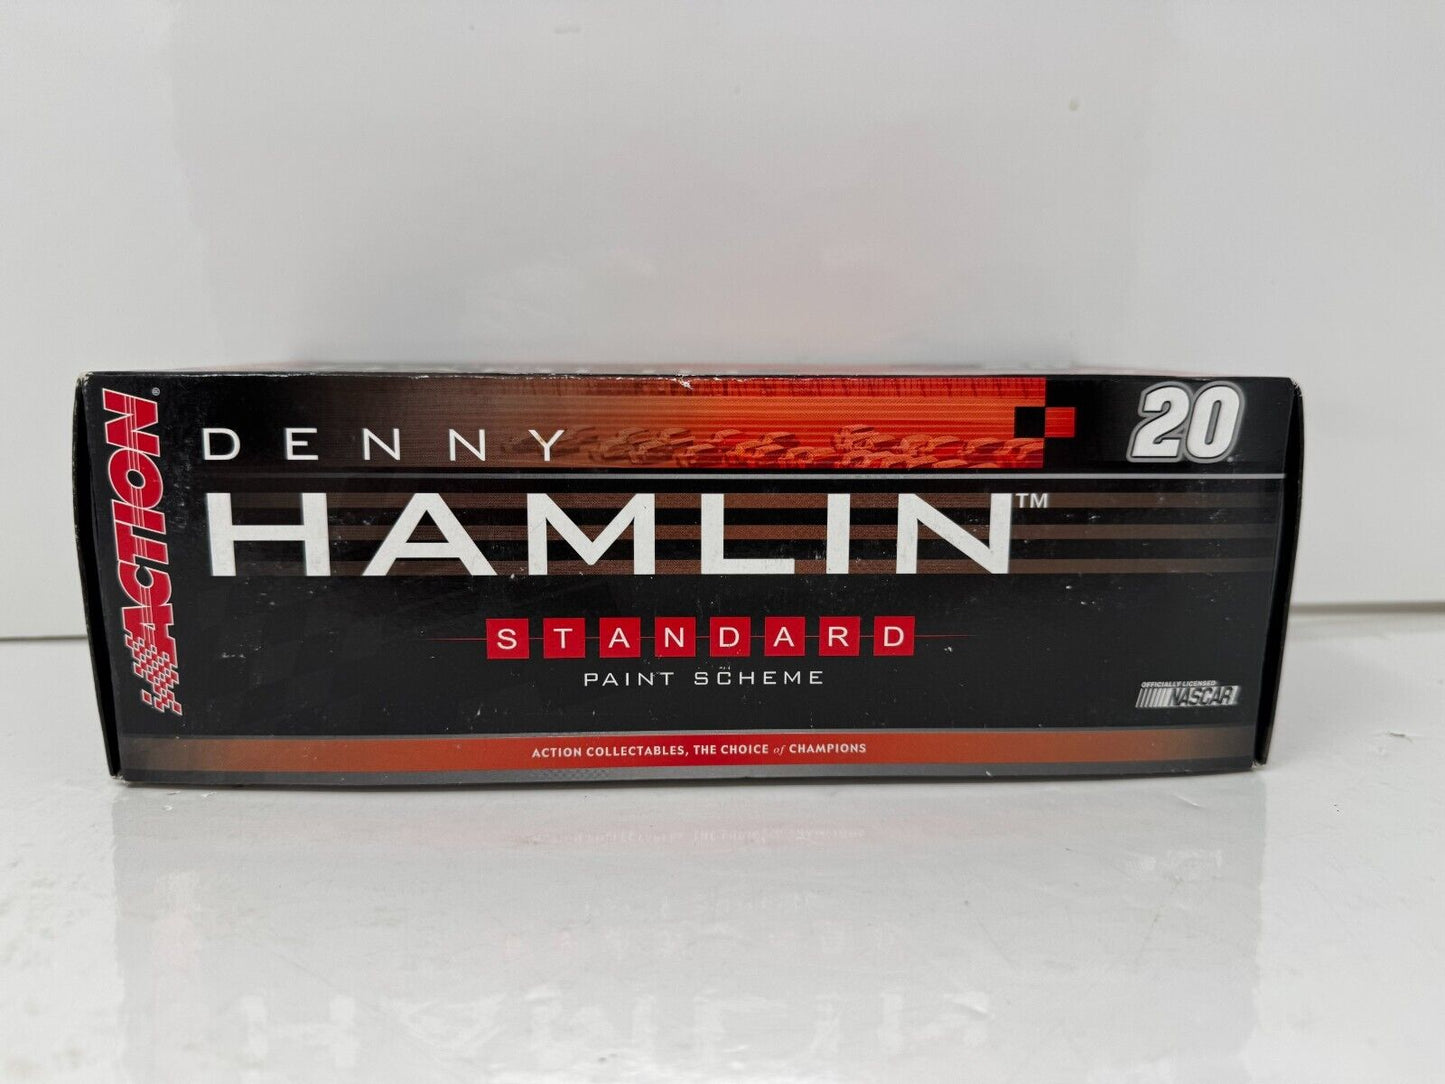 ACTION®
DENNY
20
HAMLIN™
STANDARD
PAINT SCHEME
OFFICIALLY LICENSED
NASCAR
ACTION COLLECTABLES, THE CHOICE of CHAMPIONS